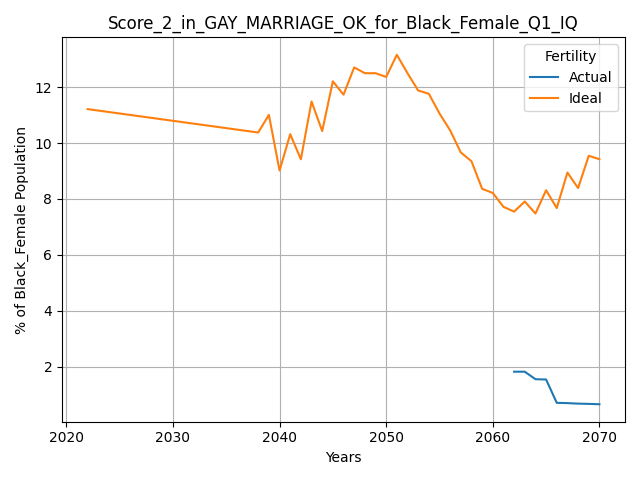 Score_2_in_GAY_MARRIAGE_OK_for_Black_Female_Q1_IQ
Fertility
Actual
Ideal
% of Black_Female Population
12
10
8
6
4
2
2020 2030 2040 2050 2060 2070
Years